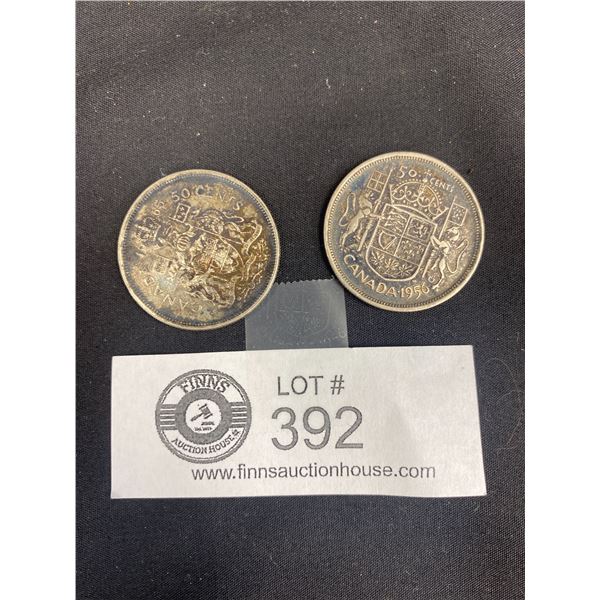 50 CENTS
CANADA
50 CENTS
CANADA·1956
FINNS
AUCTION HOUSE
LOT #
392
www.finnsauctionhouse.com